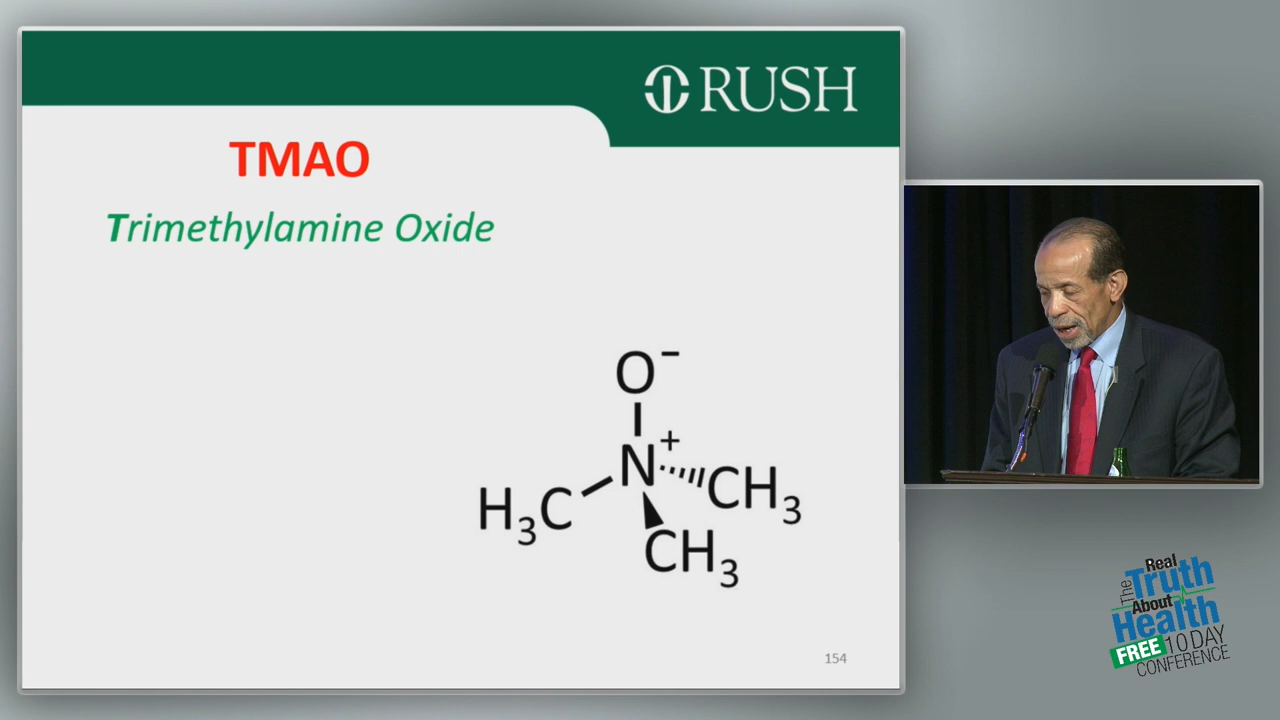 RUSH
TMAO
Trimethylamine Oxide
O⁻
N⁺
H₃C
CH₃
CH₃
154
The Real
Truth
About
Health
FREE 10 DAY
CONFERENCE